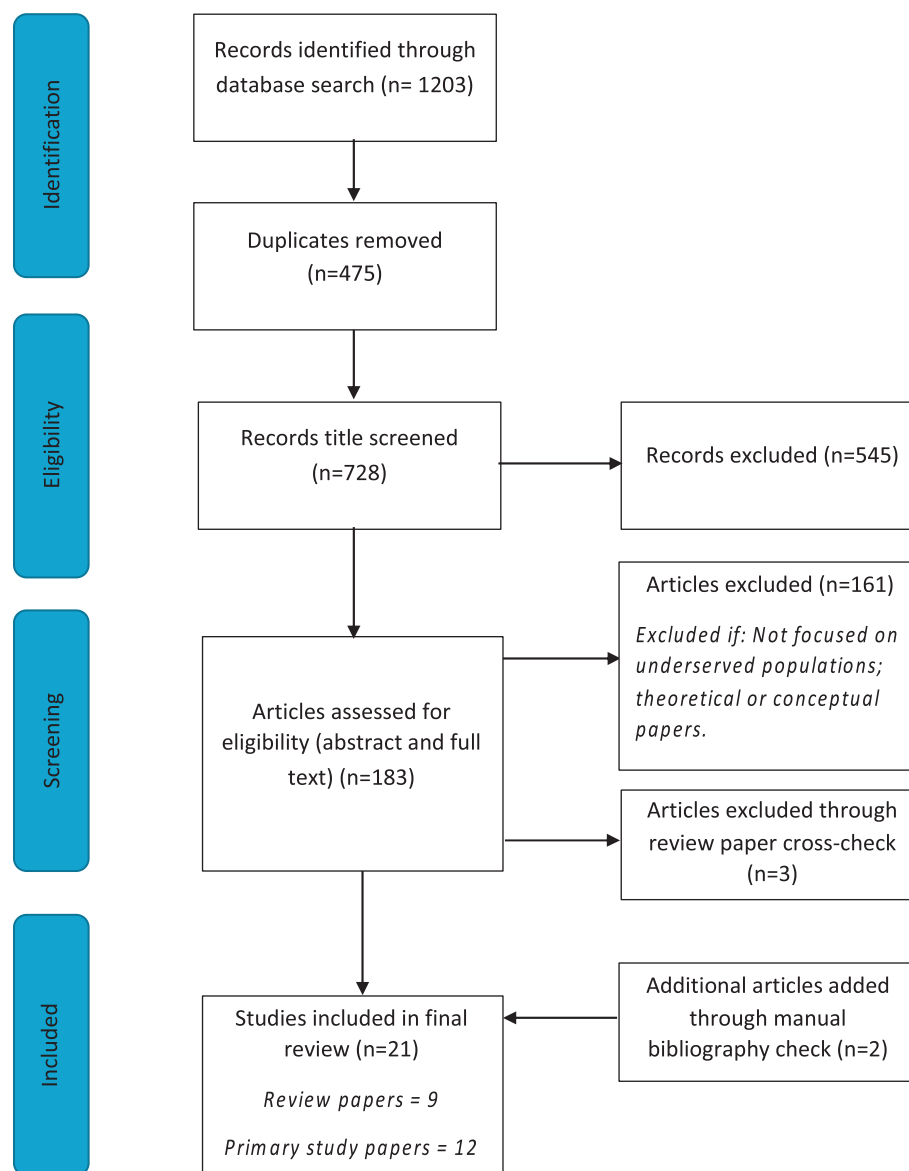 Identification
Records identified through
database search (n= 1203)
Duplicates removed
(n=475)
Eligibility
Records title screened
(n=728)
Records excluded (n=545)
Screening
Articles assessed for
eligibility (abstract and full
text) (n=183)
Articles excluded (n=161)
Excluded if: Not focused on
underserved populations;
theoretical or conceptual
papers.
Articles excluded through
review paper cross-check
(n=3)
Included
Studies included in final
review (n=21)
Review papers = 9
Primary study papers = 12
Additional articles added
through manual
bibliography check (n=2)